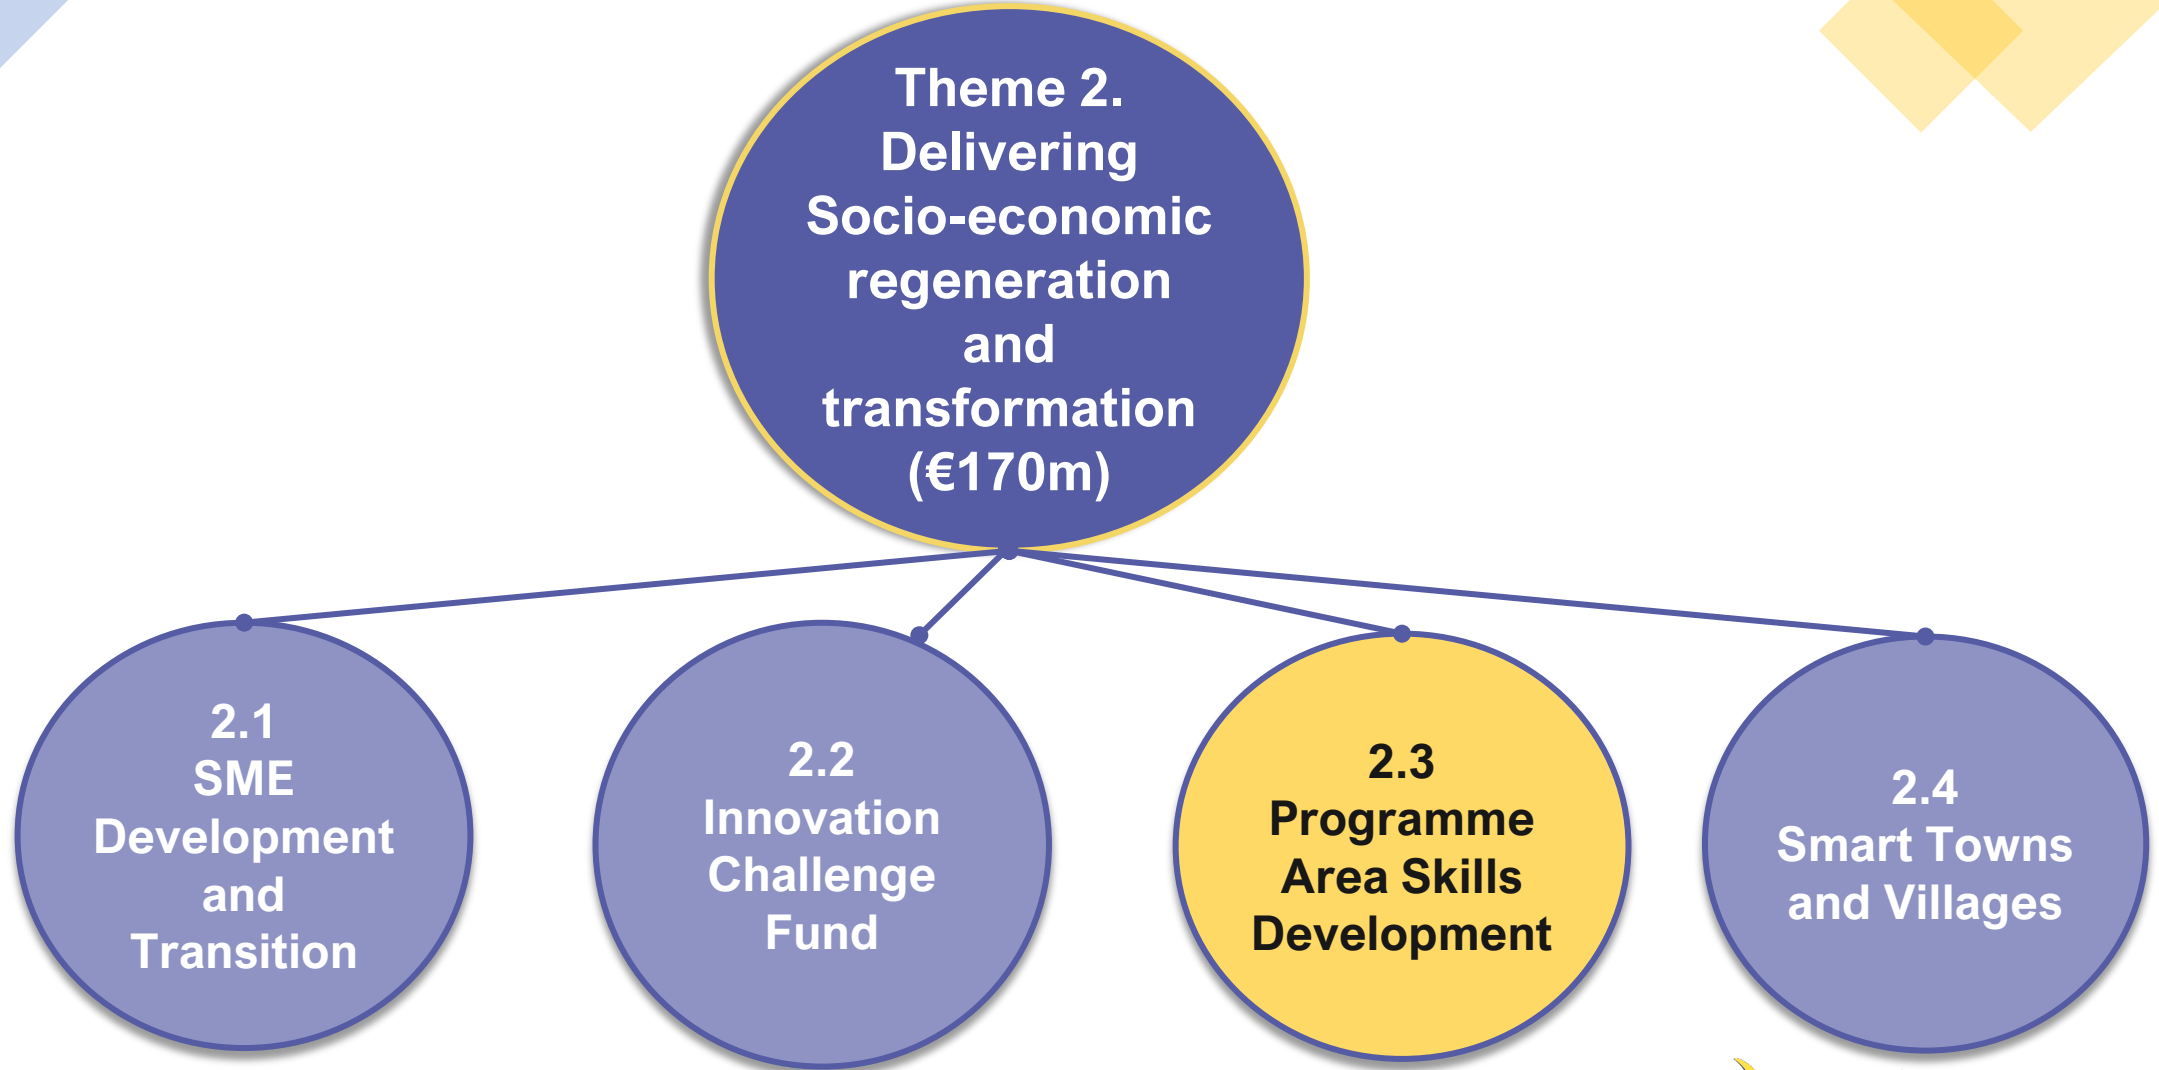 Theme 2.
Delivering
Socio-economic
regeneration
and
transformation
(€170m)
2.1
SME
Development
and
Transition
2.2
Innovation
Challenge
Fund
2.3
Programme
Area Skills
Development
2.4
Smart Towns
and Villages